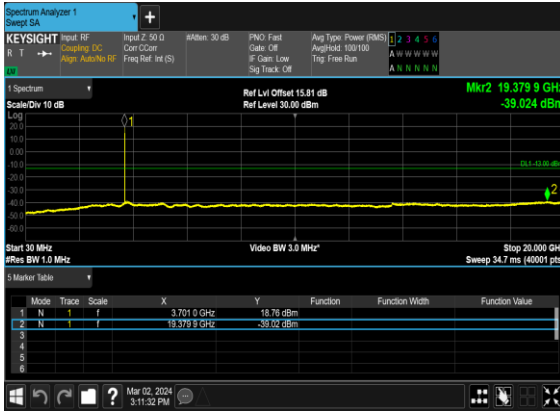 Spectrum Analyzer 1
Swept SA
+
KEYSIGHT Input: RF Input Z: 50 Ω #Atten: 30 dB PNO: Fast Avg Type: Power (RMS) 1 2 3 4 5 6
R T Coupling: DC Corr CCorr Gate: Off Avg|Hold: 100/100 A W W W W W
Align: Auto/No RF Freq Ref: Int (S) IF Gain: Low Trig: Free Run
Sig Track: Off A N N N N N
1 Spectrum Ref Lvl Offset 15.81 dB Mkr2 19.379 9 GHz
Scale/Div 10 dB Ref Level 30.00 dBm -39.024 dBm
Log
20.0
10.0
0.00
-10.0
-20.0
-30.0
-40.0
-50.0
-60.0
1
DL1 -13.00 dBm
2
Start 30 MHz Video BW 3.0 MHz* Stop 20.000 GHz
#Res BW 1.0 MHz Sweep 34.7 ms (40001 pts)
5 Marker Table
Mode Trace Scale X Y Function Function Width Function Value
1 N 1 f 3.701 0 GHz 18.76 dBm
2 N 1 f 19.379 9 GHz -39.02 dBm
3
4
5
6
? Mar 02, 2024
3:11:32 PM